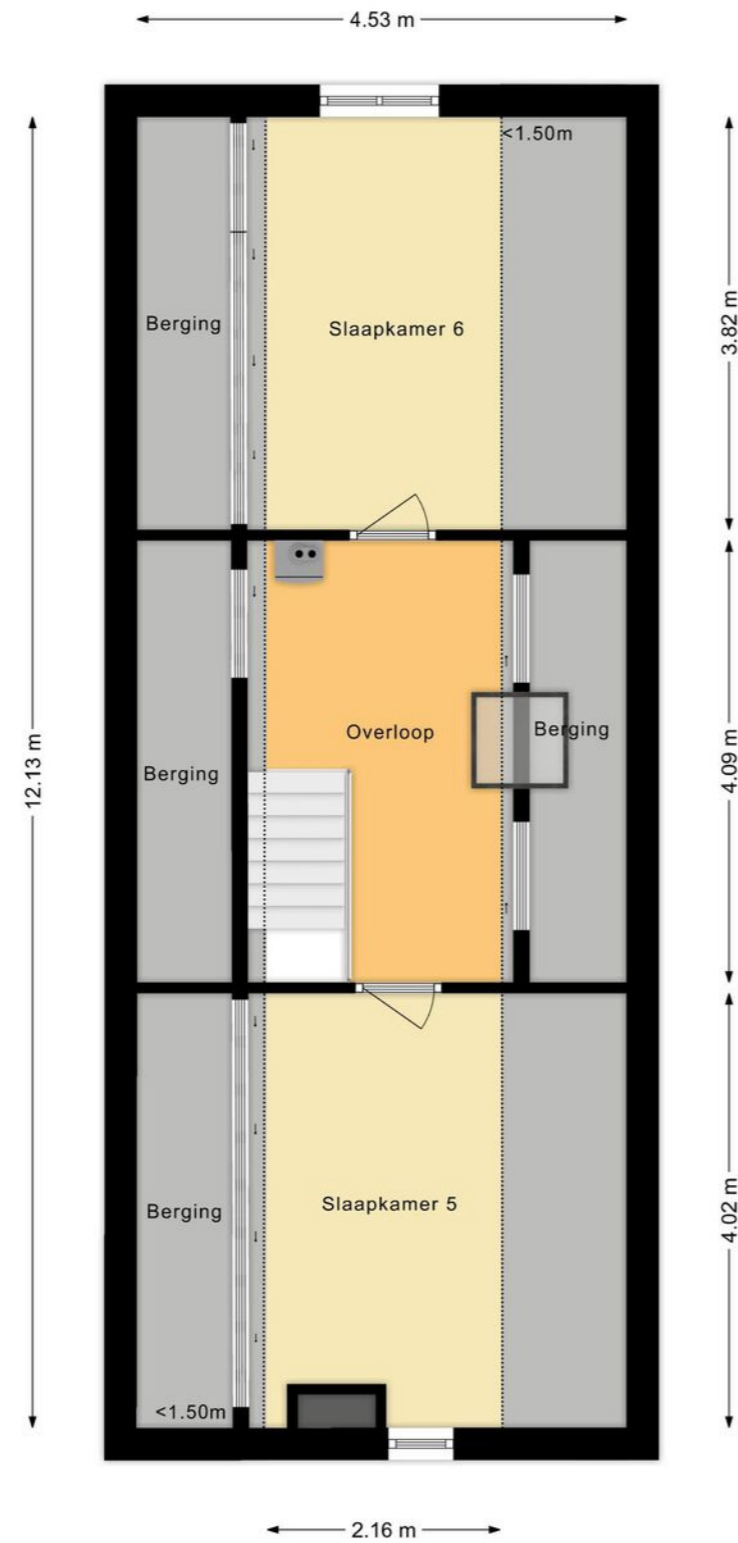 4.53 m
<1.50m
3.82 m
Berging
Slaapkamer 6
12.13 m
Overloop
Berging
4.09 m
Berging
Slaapkamer 5
4.02 m
Berging
<1.50m
2.16 m